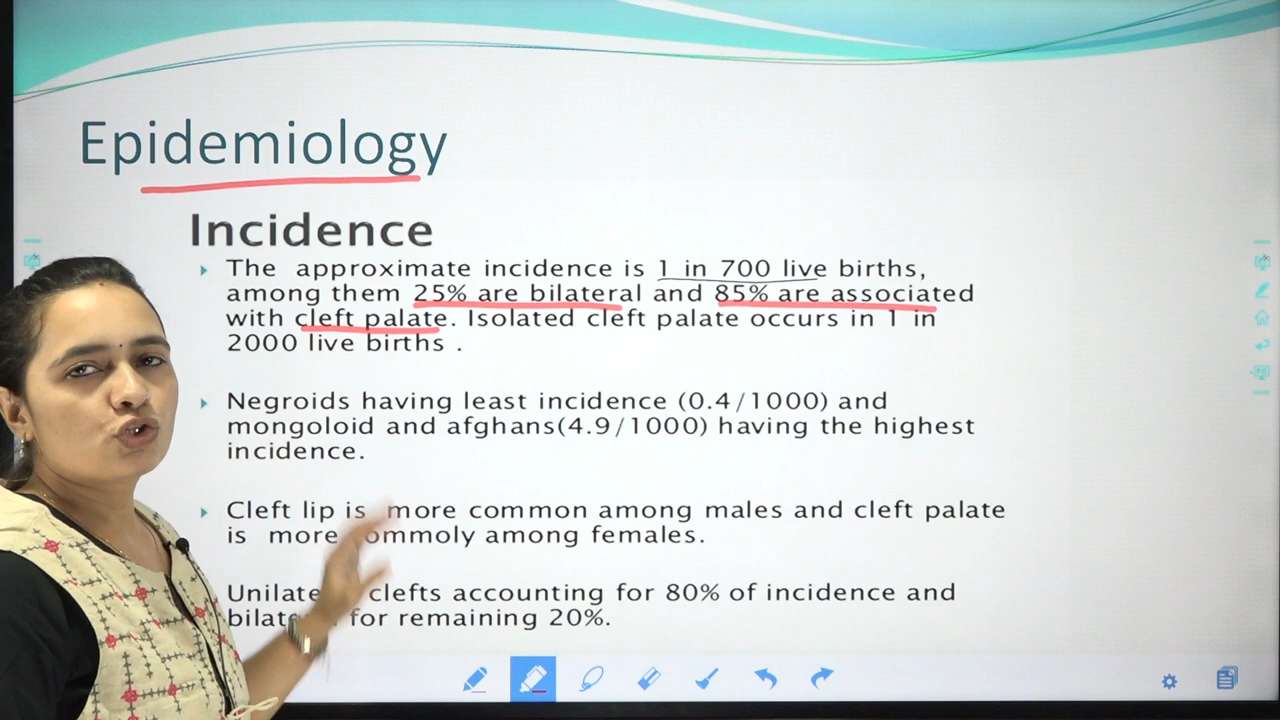 Epidemiology
Incidence
The approximate incidence is 1 in 700 live births,
among them 25% are bilateral and 85% are associated
with cleft palate. Isolated cleft palate occurs in 1 in
2000 live births .
Negroids having least incidence (0.4/1000) and
mongoloid and afghans(4.9/1000) having the highest
incidence.
Cleft lip is more common among males and cleft palate
is more ommoly among females.
Unilate clefts accounting for 80% of incidence and
bilat for remaining 20%.